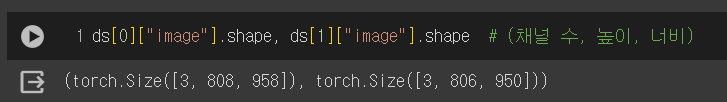 1 ds[0]["image"].shape, ds[1]["image"].shape  # (채널 수, 높이, 너비)
(torch.Size([3, 808, 958]), torch.Size([3, 806, 950]))